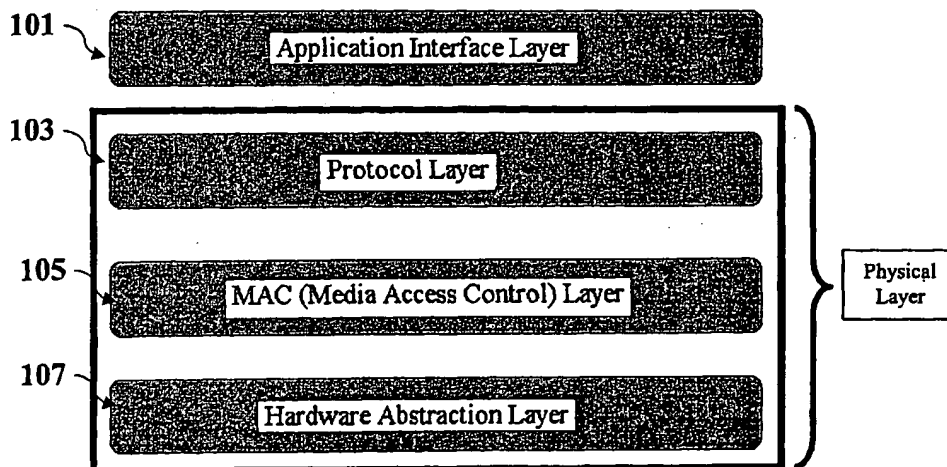 101
Application Interface Layer
103
Protocol Layer
105
MAC (Media Access Control) Layer
Physical
Layer
107
Hardware Abstraction Layer